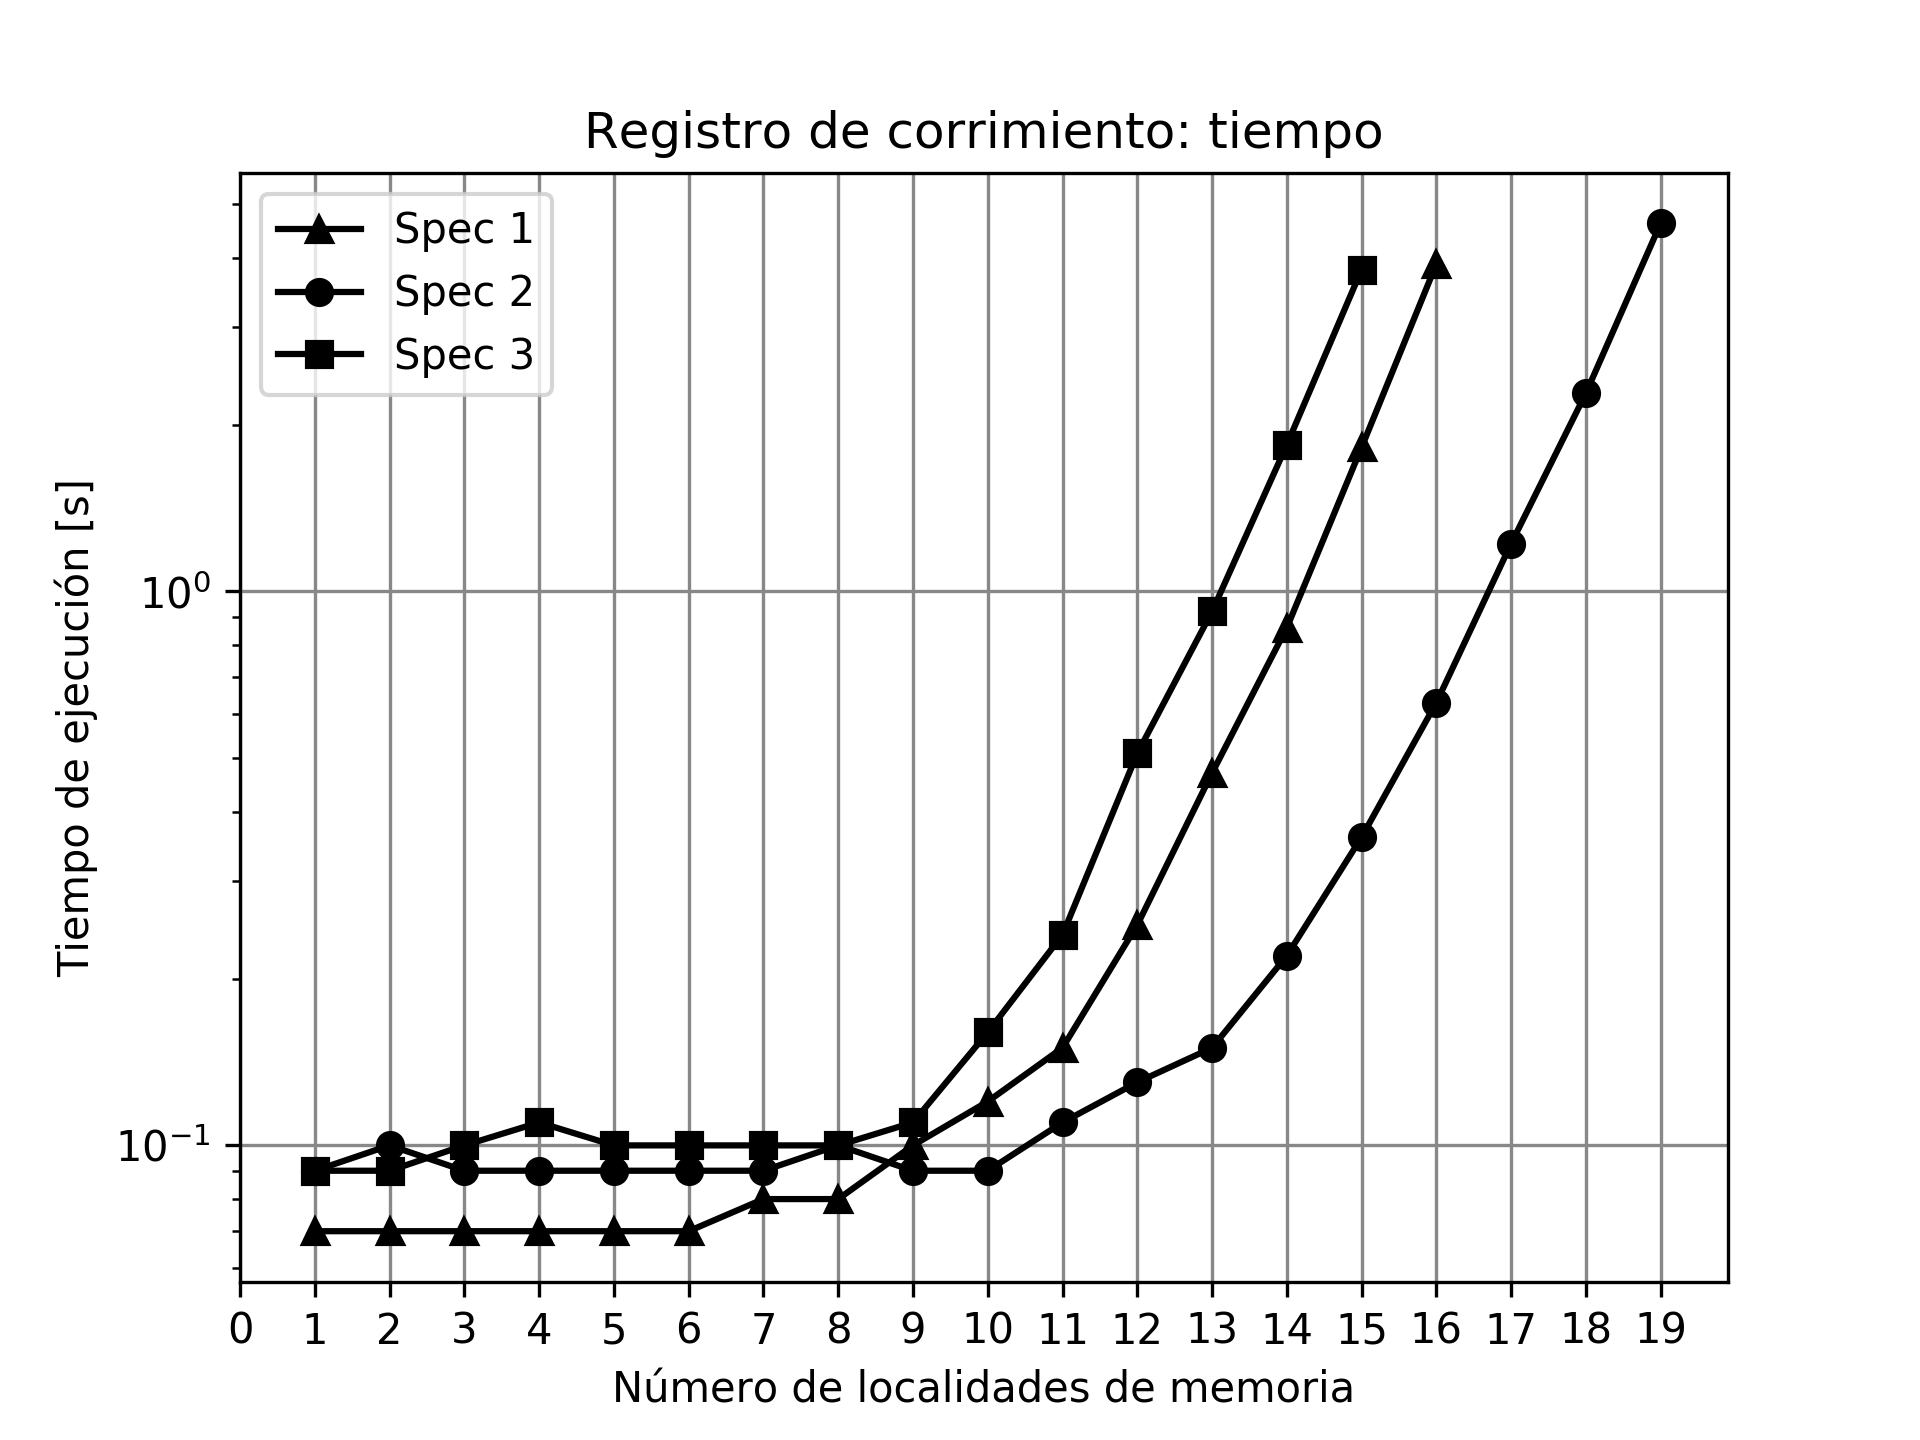 Registro de corrimiento: tiempo
Spec 1
Spec 2
Spec 3
Tiempo de ejecución [s]
10⁰
10⁻¹
0 1 2 3 4 5 6 7 8 9 10 11 12 13 14 15 16 17 18 19
Número de localidades de memoria